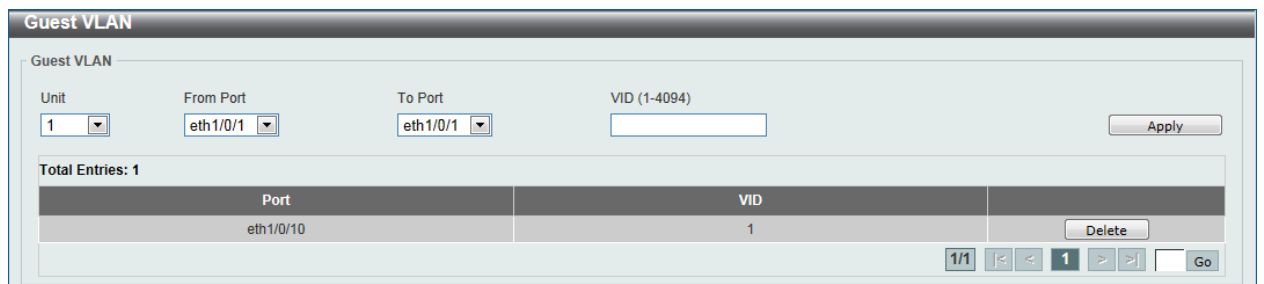 Guest VLAN
Guest VLAN
Unit From Port To Port VID (1-4094)
1 eth1/0/1 eth1/0/1 Apply
Total Entries: 1
Port VID
eth1/0/10 1 Delete
1/1 |< < 1 > >| Go